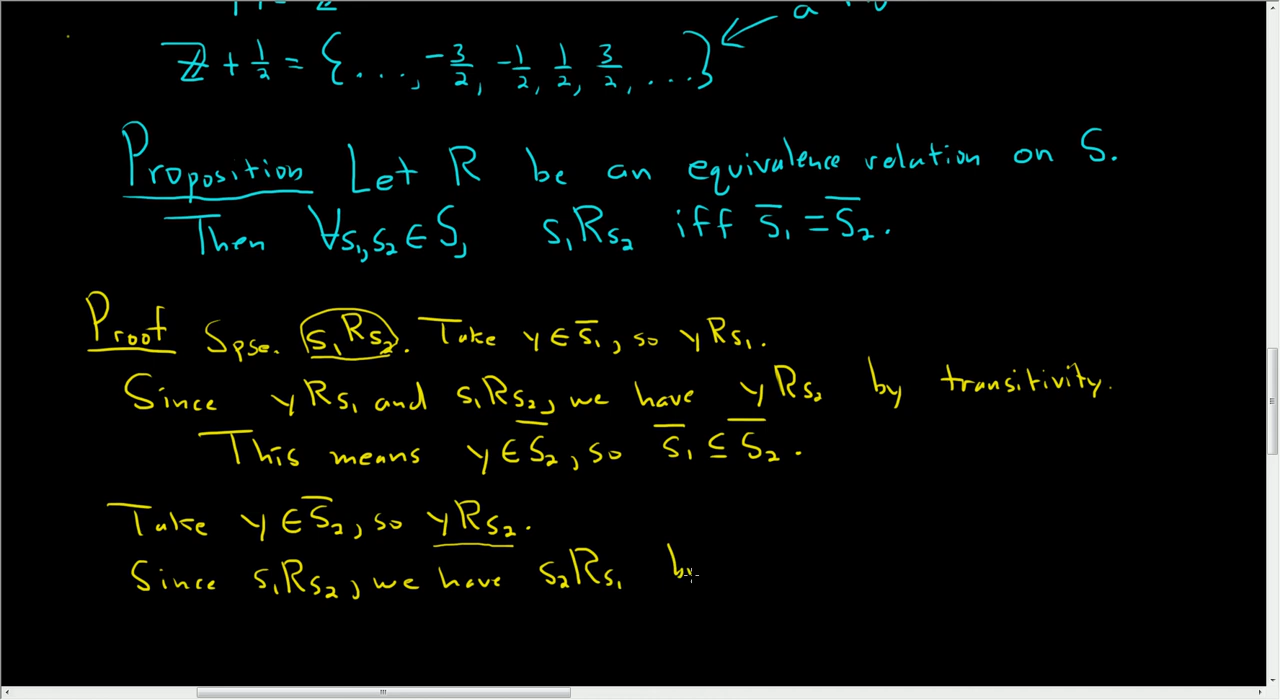 Z + 1/2 = {..., -3/2, -1/2, 1/2, 3/2, ...}
Proposition Let R be an equivalence relation on S.
Then ∀s₁,s₂ ∈ S, s₁Rs₂ iff s̅₁ = s̅₂.
Proof Spse. s₁Rs₂. Take y ∈ s̅₁, so yRs₁.
Since yRs₁ and s₁Rs₂, we have yRs₂ by transitivity.
This means y ∈ s̅₂, so s̅₁ ⊆ s̅₂.
Take y ∈ s̅₂, so yRs₂.
Since s₁Rs₂, we have s₂Rs₁ by